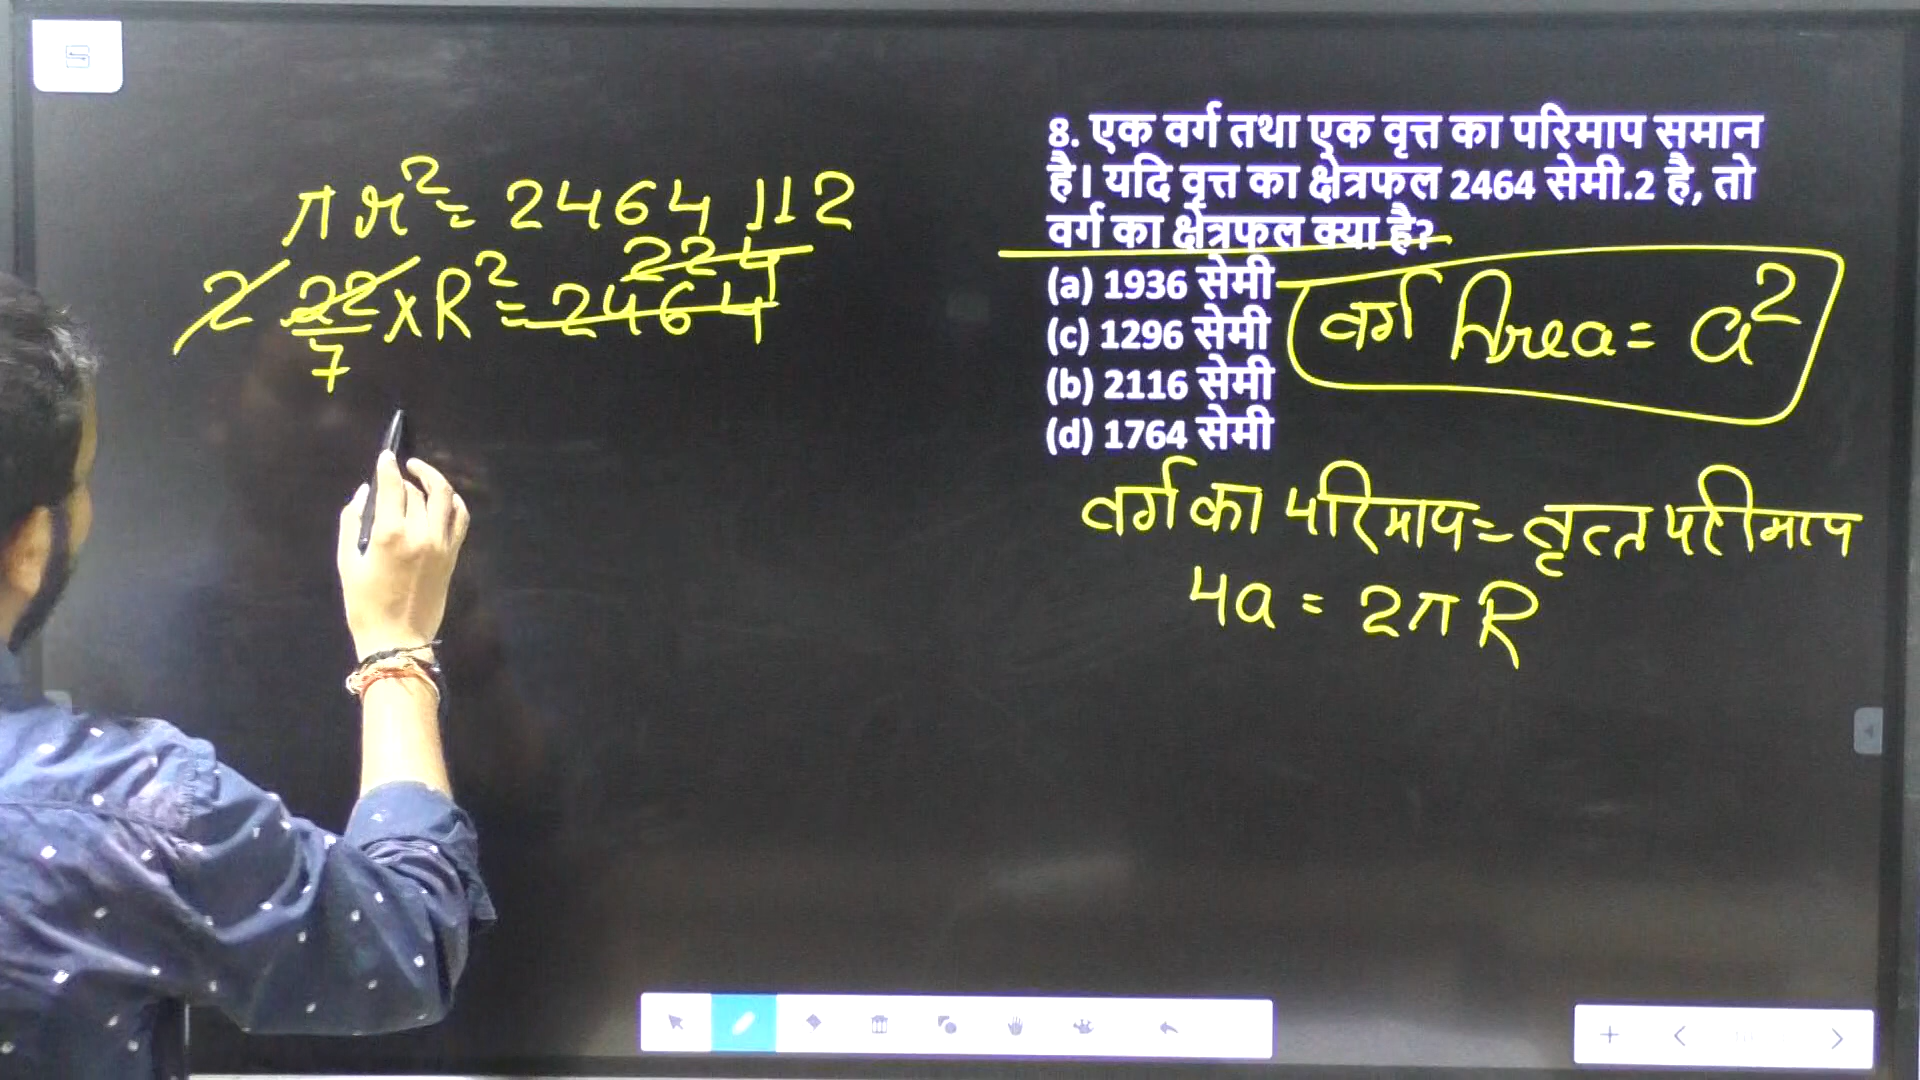 πr² = 2464 112
224
2 22/7 × R² = 2464
8. एक वर्ग तथा एक वृत्त का परिमाप समान
है। यदि वृत्त का क्षेत्रफल 2464 सेमी.2 है, तो
वर्ग का क्षेत्रफल क्या है?
(a) 1936 सेमी
(c) 1296 सेमी
(b) 2116 सेमी
(d) 1764 सेमी
वर्ग Area = a²
वर्ग का परिमाप = वृत्त परिमाप
4a = 2πR